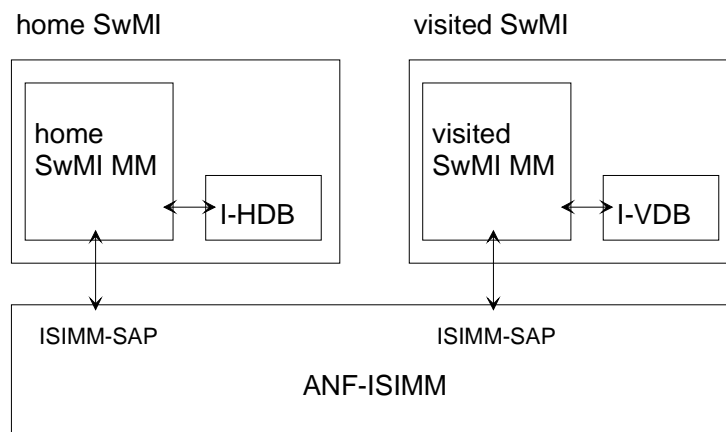 home SwMI
visited SwMI
home
SwMI MM
I-HDB
visited
SwMI MM
I-VDB
ISIMM-SAP
ISIMM-SAP
ANF-ISIMM